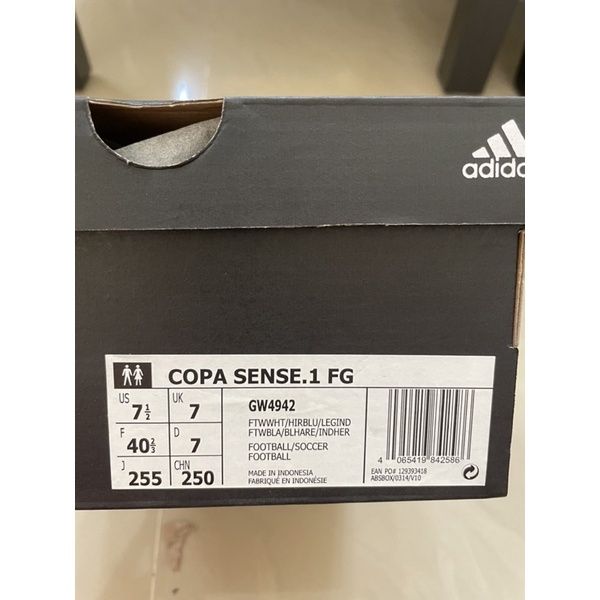 adidas
COPA SENSE.1 FG
US 7½ UK 7
F 40⅔ D 7
J 255 CHN 250
GW4942
FTWWHT/HIRBLU/LEGIND
FTWBLA/BLHARE/INDHER
FOOTBALL/SOCCER
FOOTBALL
MADE IN INDONESIA
FABRIQUÉ EN INDONÉSIE
4 065419 842586
EAN PO# 129393418
ABSBOX/0314/V10